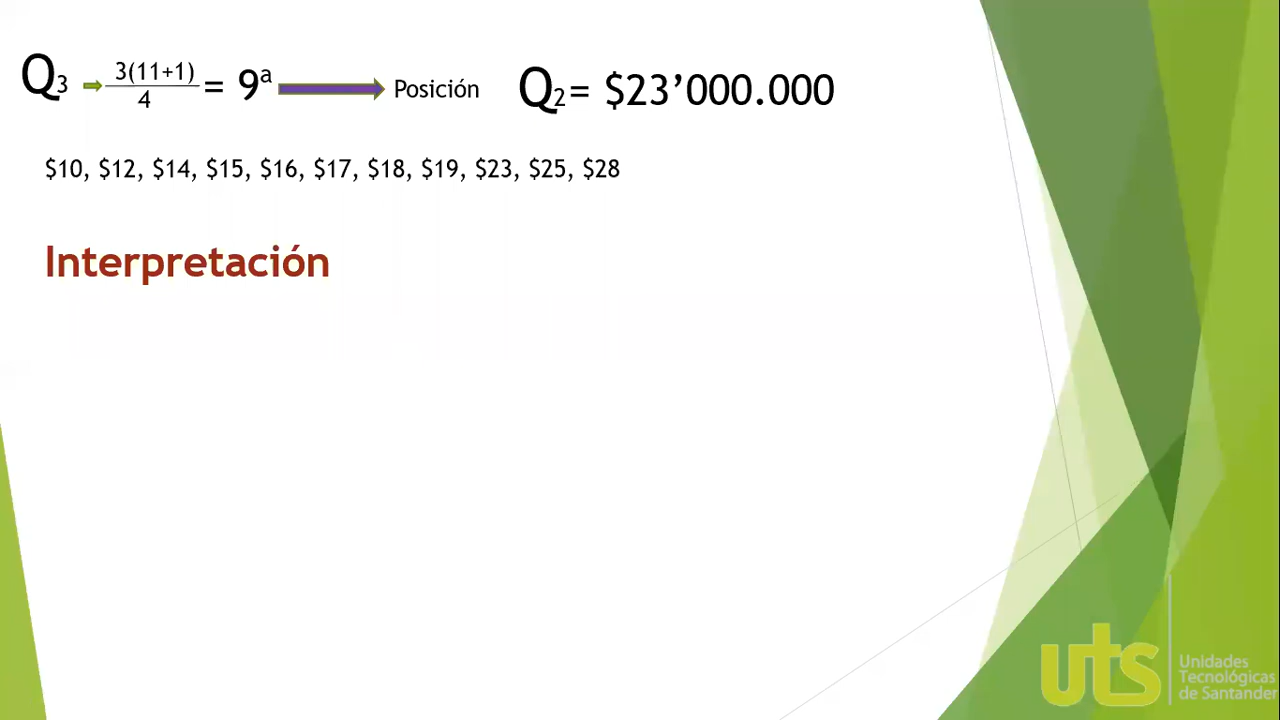 Q3 3(11+1)/4 = 9ª Posición Q2= $23’000.000
$10, $12, $14, $15, $16, $17, $18, $19, $23, $25, $28
Interpretación
uts
Unidades
Tecnológicas
de Santander